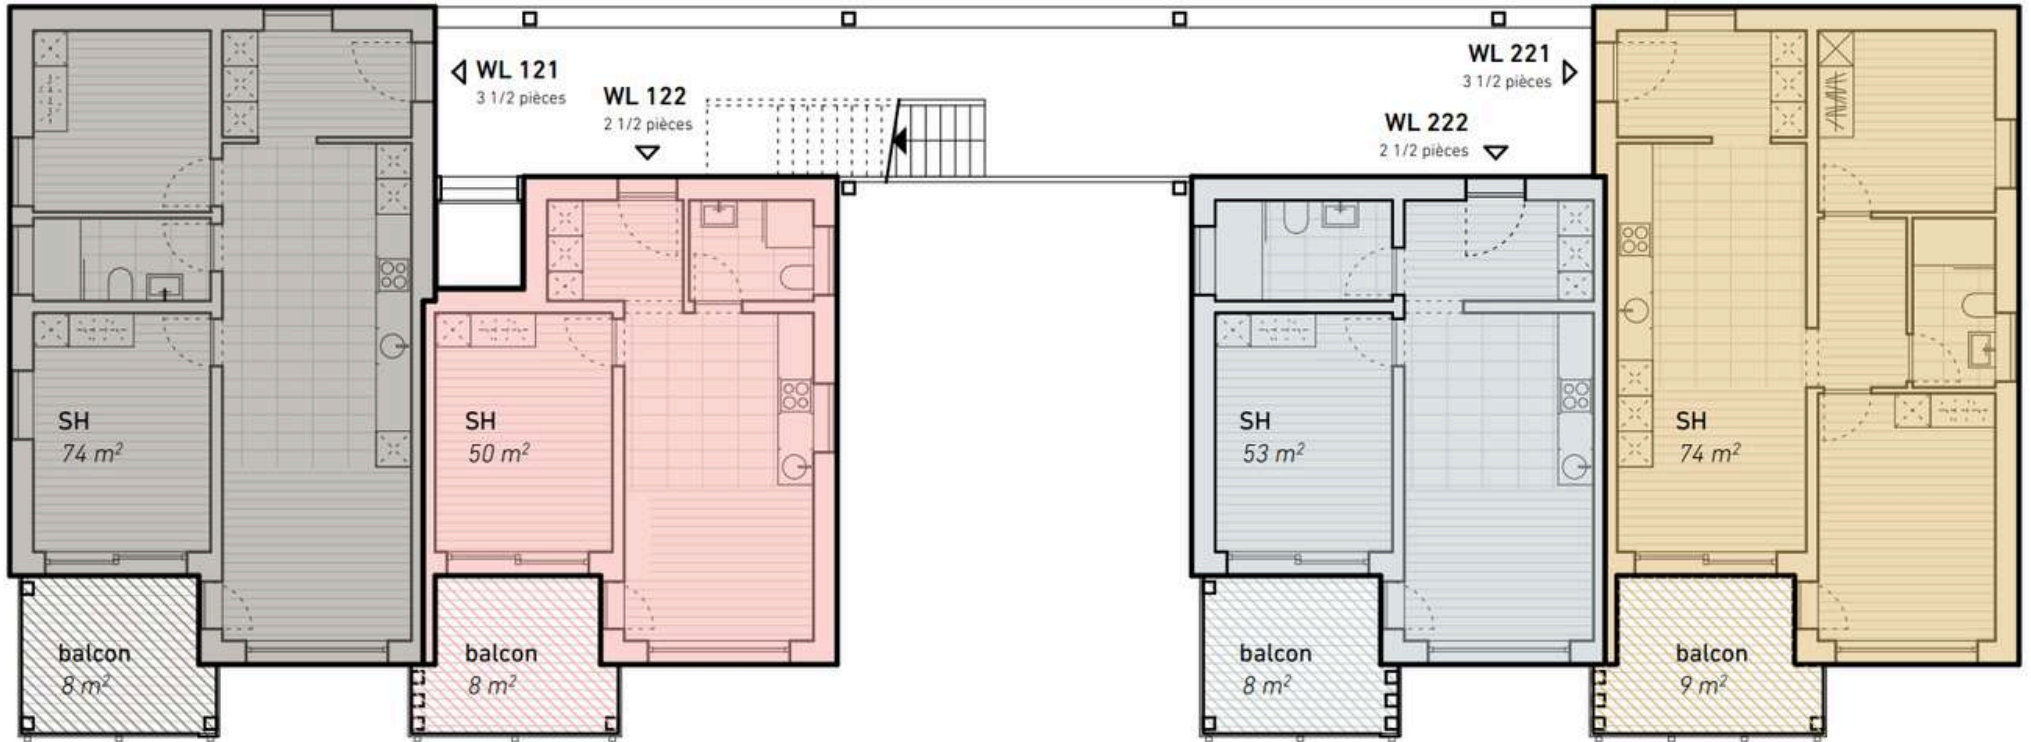 WL 121
3 1/2 pièces
WL 122
2 1/2 pièces
WL 221
3 1/2 pièces
WL 222
2 1/2 pièces
SH
74 m²
SH
50 m²
SH
53 m²
SH
74 m²
balcon
8 m²
balcon
8 m²
balcon
8 m²
balcon
9 m²